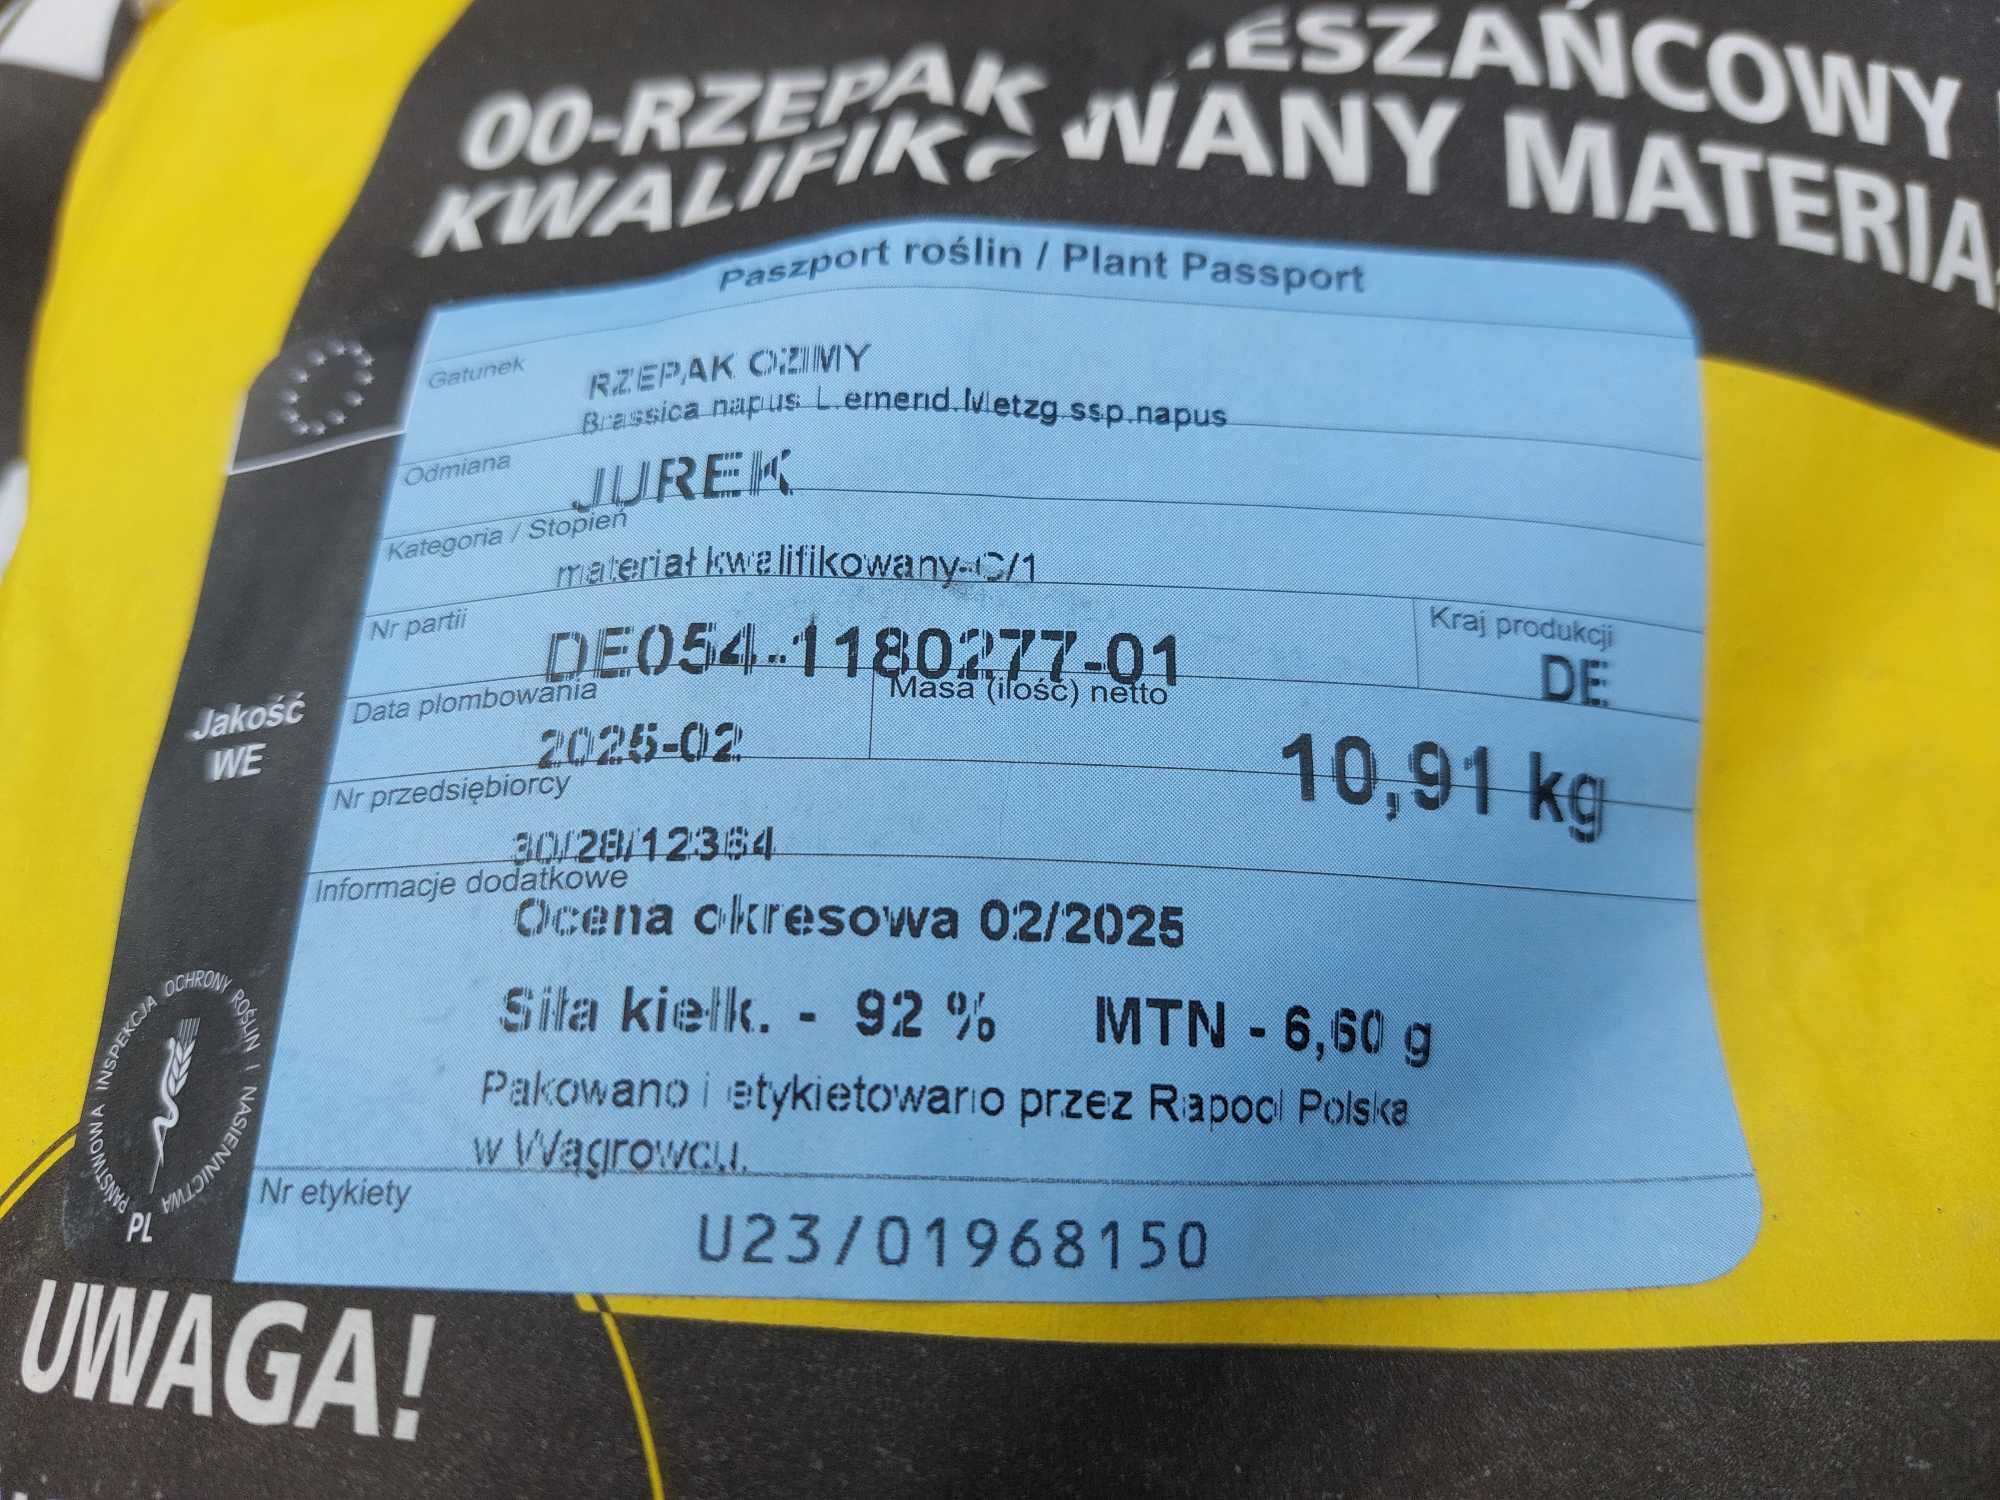 00-RZEPAK MIESZAŃCOWY
KWALIFIKOWANY MATERIA
Paszport roślin / Plant Passport
Gatunek
RZEPAK OZIMY
Brassica napus L.emend.Metzg ssp.napus
Odmiana
JUREK
Kategoria / Stopień
materiał kwalifikowany-C/1
Nr partii
DE054-1180277-01
Kraj produkcji
DE
Data plombowania
2025-02
Masa (ilość) netto
10,91 kg
Nr przedsiębiorcy
30/28/12364
Informacje dodatkowe
Ocena okresowa 02/2025
Siła kiełk. - 92 % MTN - 6,60 g
Pakowano i etykietowano przez Rapool Polska
w Wągrowcu.
Nr etykiety
U23/01968150
Jakość
WE
PAŃSTWOWA INSPEKCJA OCHRONY ROŚLIN I NASIENNICTWA
PL
UWAGA!